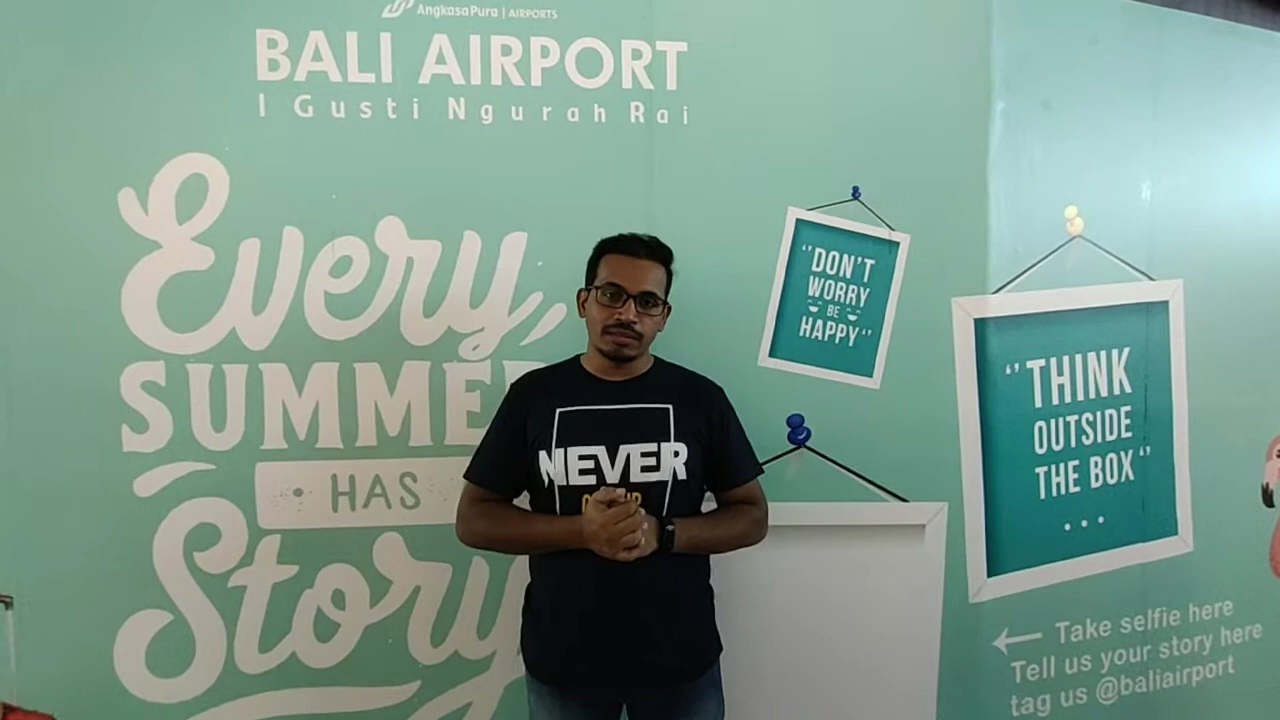 AngkasaPura | AIRPORTS
BALI AIRPORT
I Gusti Ngurah Rai
Every
SUMMER
HAS
Story
NEVER
"DON'T
WORRY
BE
HAPPY"
"THINK
OUTSIDE
THE BOX"
...
← Take selfie here
Tell us your story here
tag us @baliairport